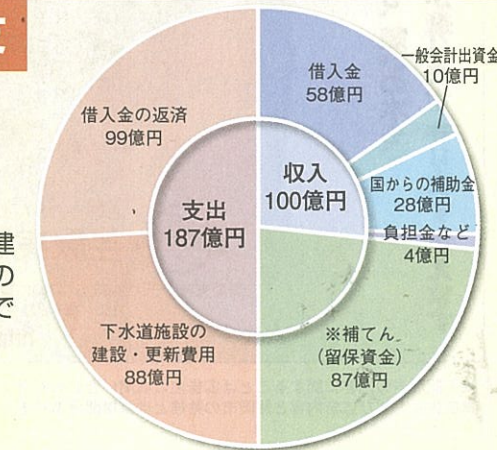 に
建
の
で
借入金
58億円
一般会計出資金
10億円
国からの補助金
28億円
負担金など
4億円
収入
100億円
支出
187億円
借入金の返済
99億円
下水道施設の
建設・更新費用
88億円
※補てん
(留保資金)
87億円